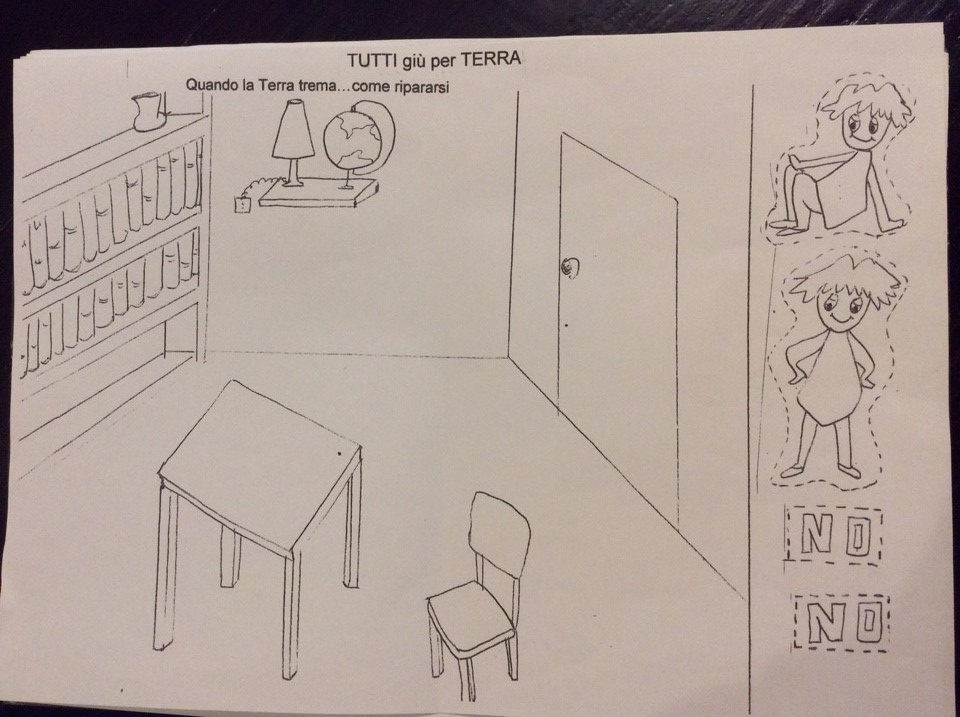 TUTTI giù per TERRA
Quando la Terra trema...come ripararsi
NO
NO